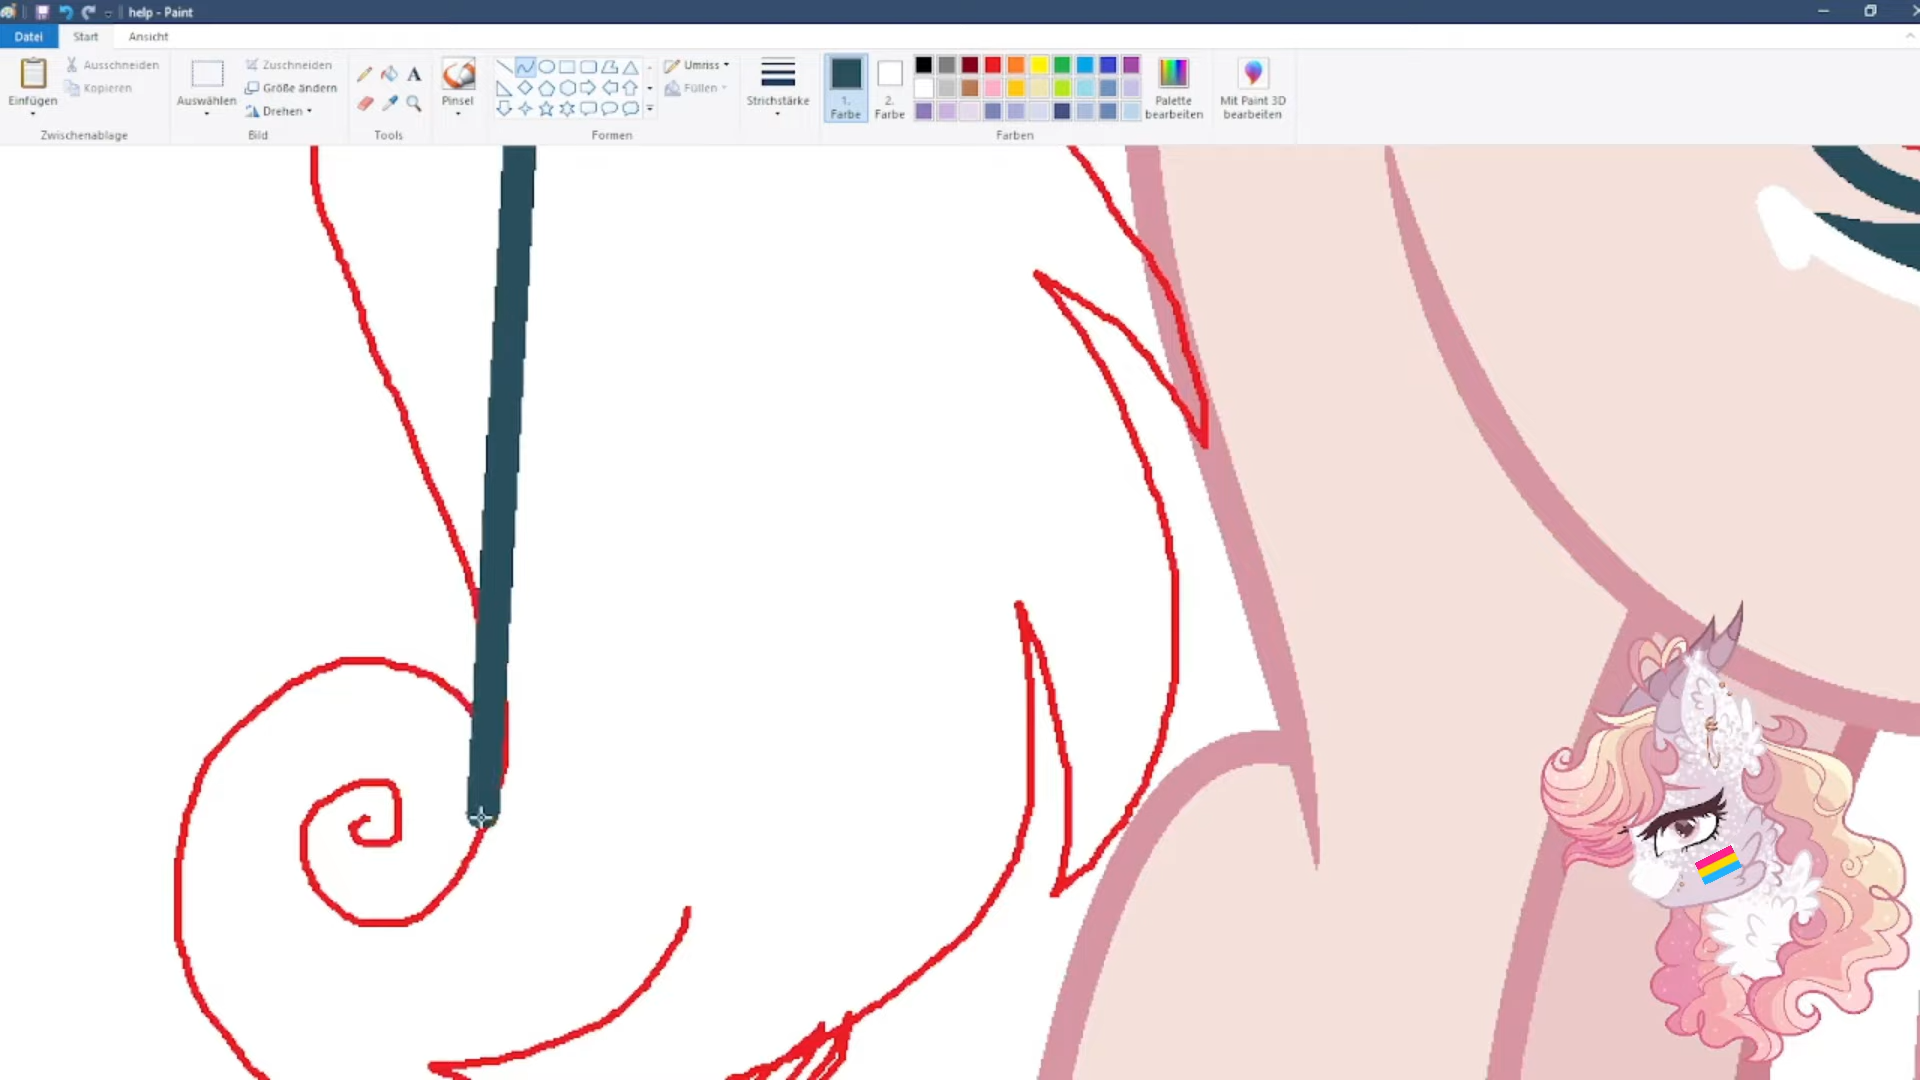 help - Paint
Datei Start Ansicht
Einfügen
Ausschneiden
Kopieren
Zwischenablage
Auswählen
Zuschneiden
Größe ändern
Drehen
Bild
A
Tools
Pinsel
Umriss
Füllen
Formen
Strichstärke
1.
Farbe
2.
Farbe
Palette
bearbeiten
Farben
Mit Paint 3D
bearbeiten